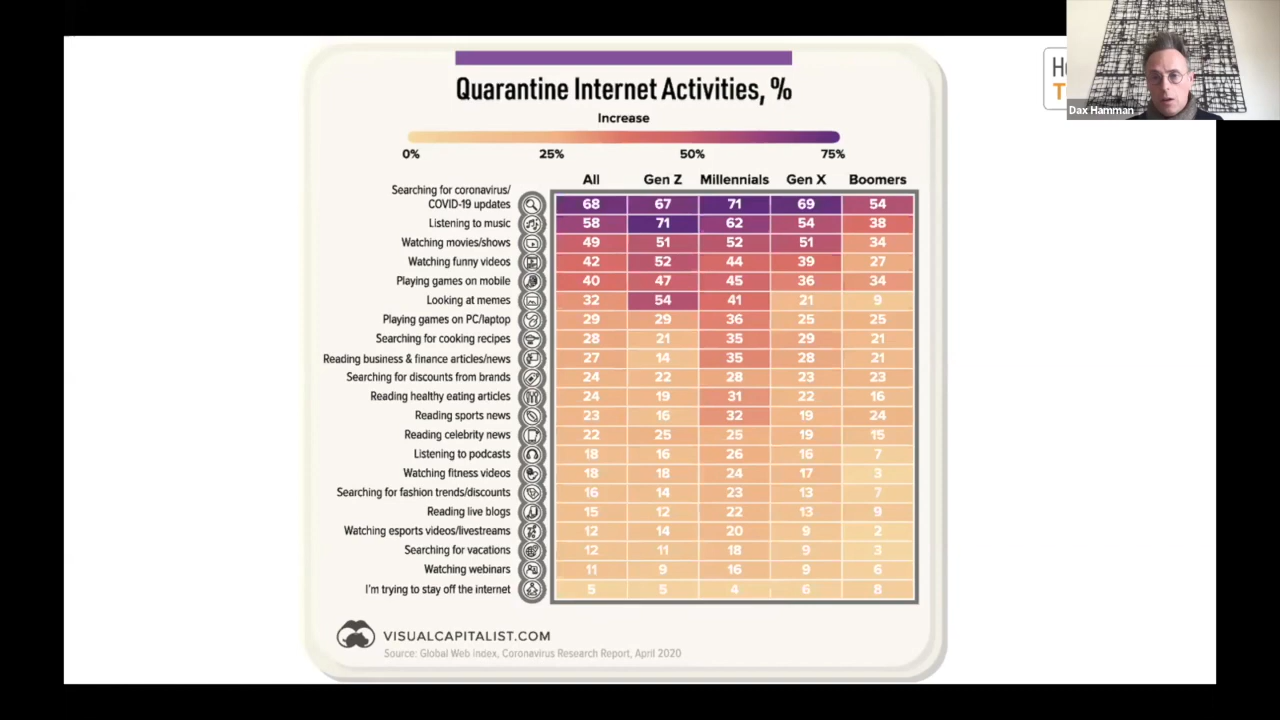 Quarantine Internet Activities, %
Increase
0% 25% 50% 75%
All Gen Z Millennials Gen X Boomers
Searching for coronavirus/
COVID-19 updates 68 67 71 69 54
Listening to music 58 71 62 54 38
Watching movies/shows 49 51 52 51 34
Watching funny videos 42 52 44 39 27
Playing games on mobile 40 47 45 36 34
Looking at memes 32 54 41 21 9
Playing games on PC/laptop 29 29 36 25 25
Searching for cooking recipes 28 21 35 29 21
Reading business & finance articles/news 27 14 35 28 21
Searching for discounts from brands 24 22 28 23 23
Reading healthy eating articles 24 19 31 22 16
Reading sports news 23 16 32 19 24
Reading celebrity news 22 25 25 19 15
Listening to podcasts 18 16 26 16 7
Watching fitness videos 18 18 24 17 3
Searching for fashion trends/discounts 16 14 23 13 7
Reading live blogs 15 12 22 13 9
Watching esports videos/livestreams 12 14 20 9 2
Searching for vacations 12 11 18 9 3
Watching webinars 11 9 16 9 6
I'm trying to stay off the internet 5 5 4 6 8
VISUALCAPITALIST.COM
Source: Global Web Index, Coronavirus Research Report, April 2020
Dax Hamman